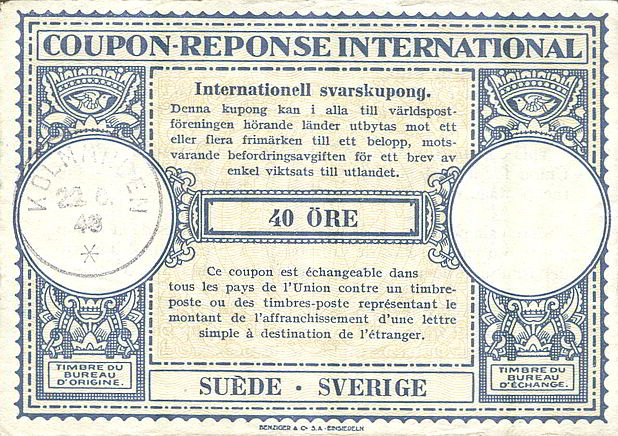 COUPON-REPONSE INTERNATIONAL
Internationell svarskupong.
Denna kupong kan i alla till världspost-
föreningen hörande länder utbytas mot ett
eller flera frimärken till ett belopp, mots-
varande befordringsavgiften för ett brev av
enkel viktsats till utlandet.
KOLMÅRDEN
22. 6.
48
40 ÖRE
Ce coupon est échangeable dans
tous les pays de l'Union contre un timbre-
poste ou des timbres-poste représentant le
montant de l'affranchissement d'une lettre
simple à destination de l'étranger.
TIMBRE DU
BUREAU
D'ORIGINE.
TIMBRE DU
BUREAU
D'ÉCHANGE.
SUÈDE · SVERIGE
BENZIGER & Co S.A. EINSIEDELN